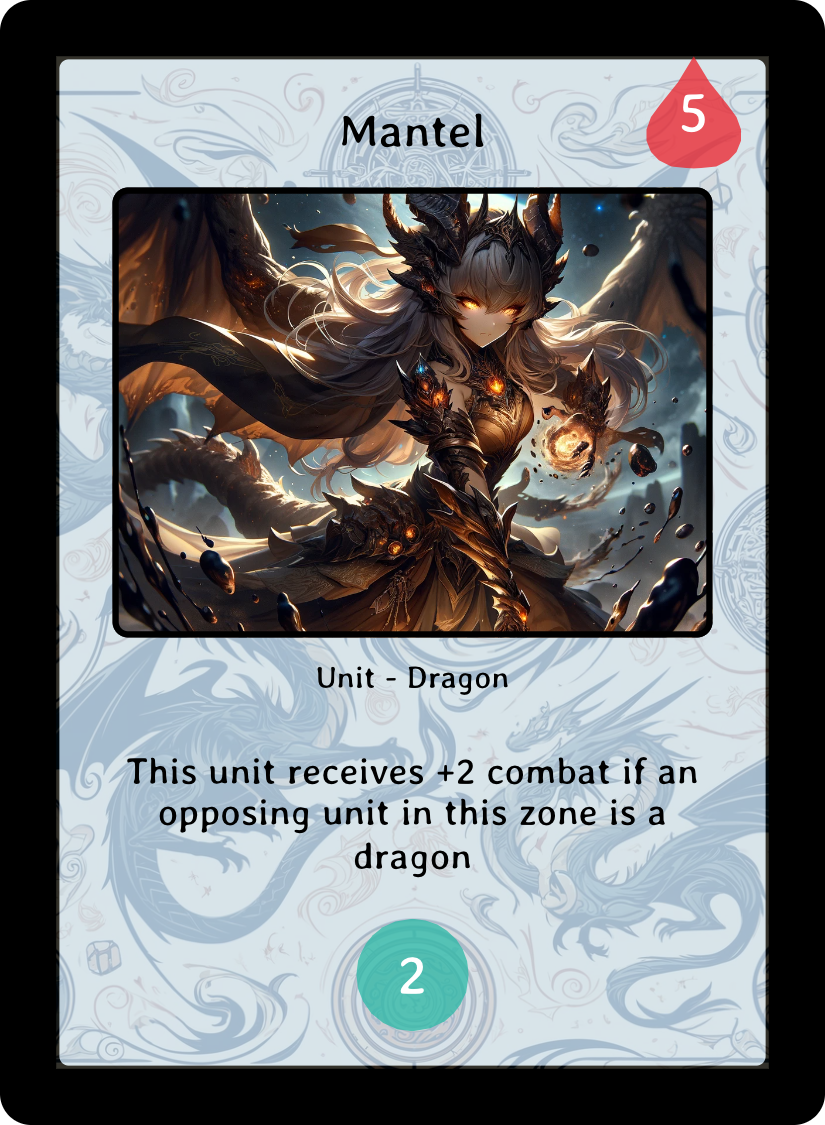 5
Mantel
Unit - Dragon
This unit receives +2 combat if an
opposing unit in this zone is a
dragon
2